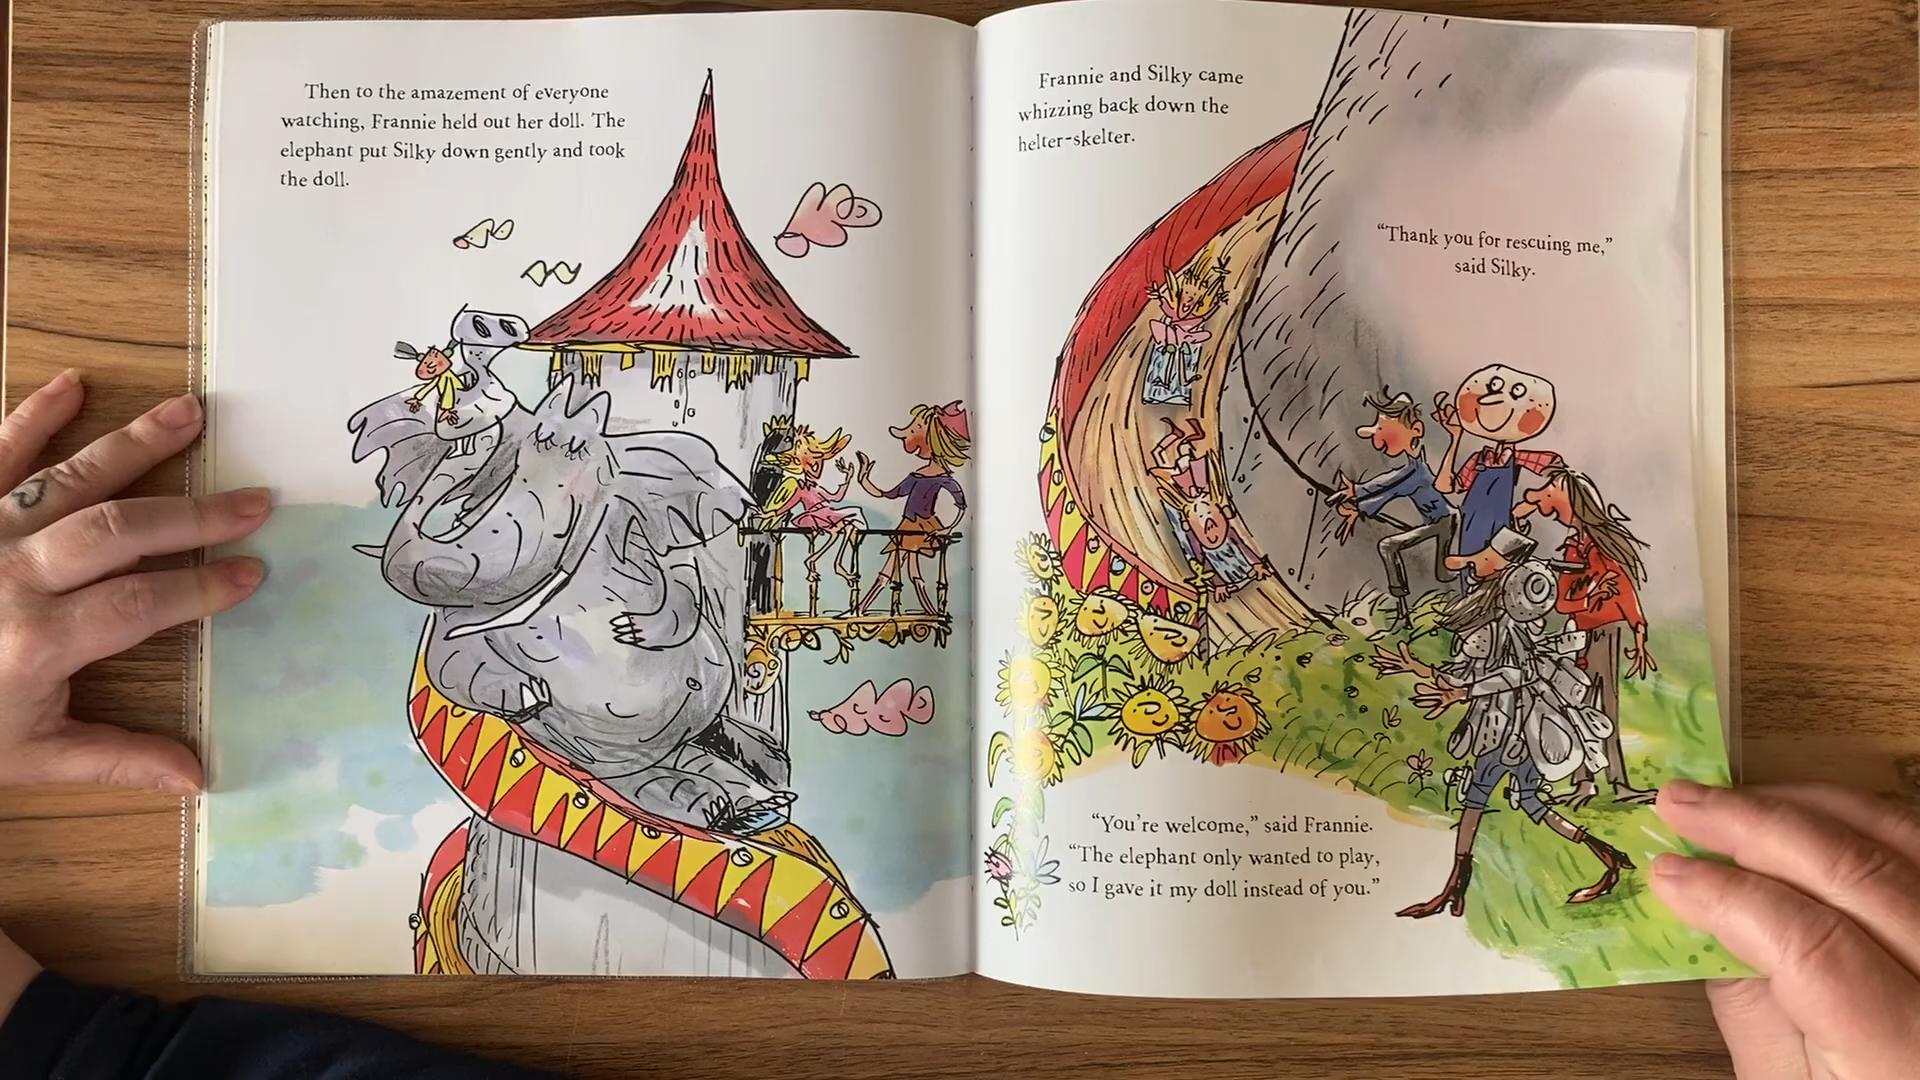 Then to the amazement of everyone
watching, Frannie held out her doll. The
elephant put Silky down gently and took
the doll.
Frannie and Silky came
whizzing back down the
helter-skelter.
“Thank you for rescuing me,”
said Silky.
“You’re welcome,” said Frannie.
“The elephant only wanted to play,
so I gave it my doll instead of you.”